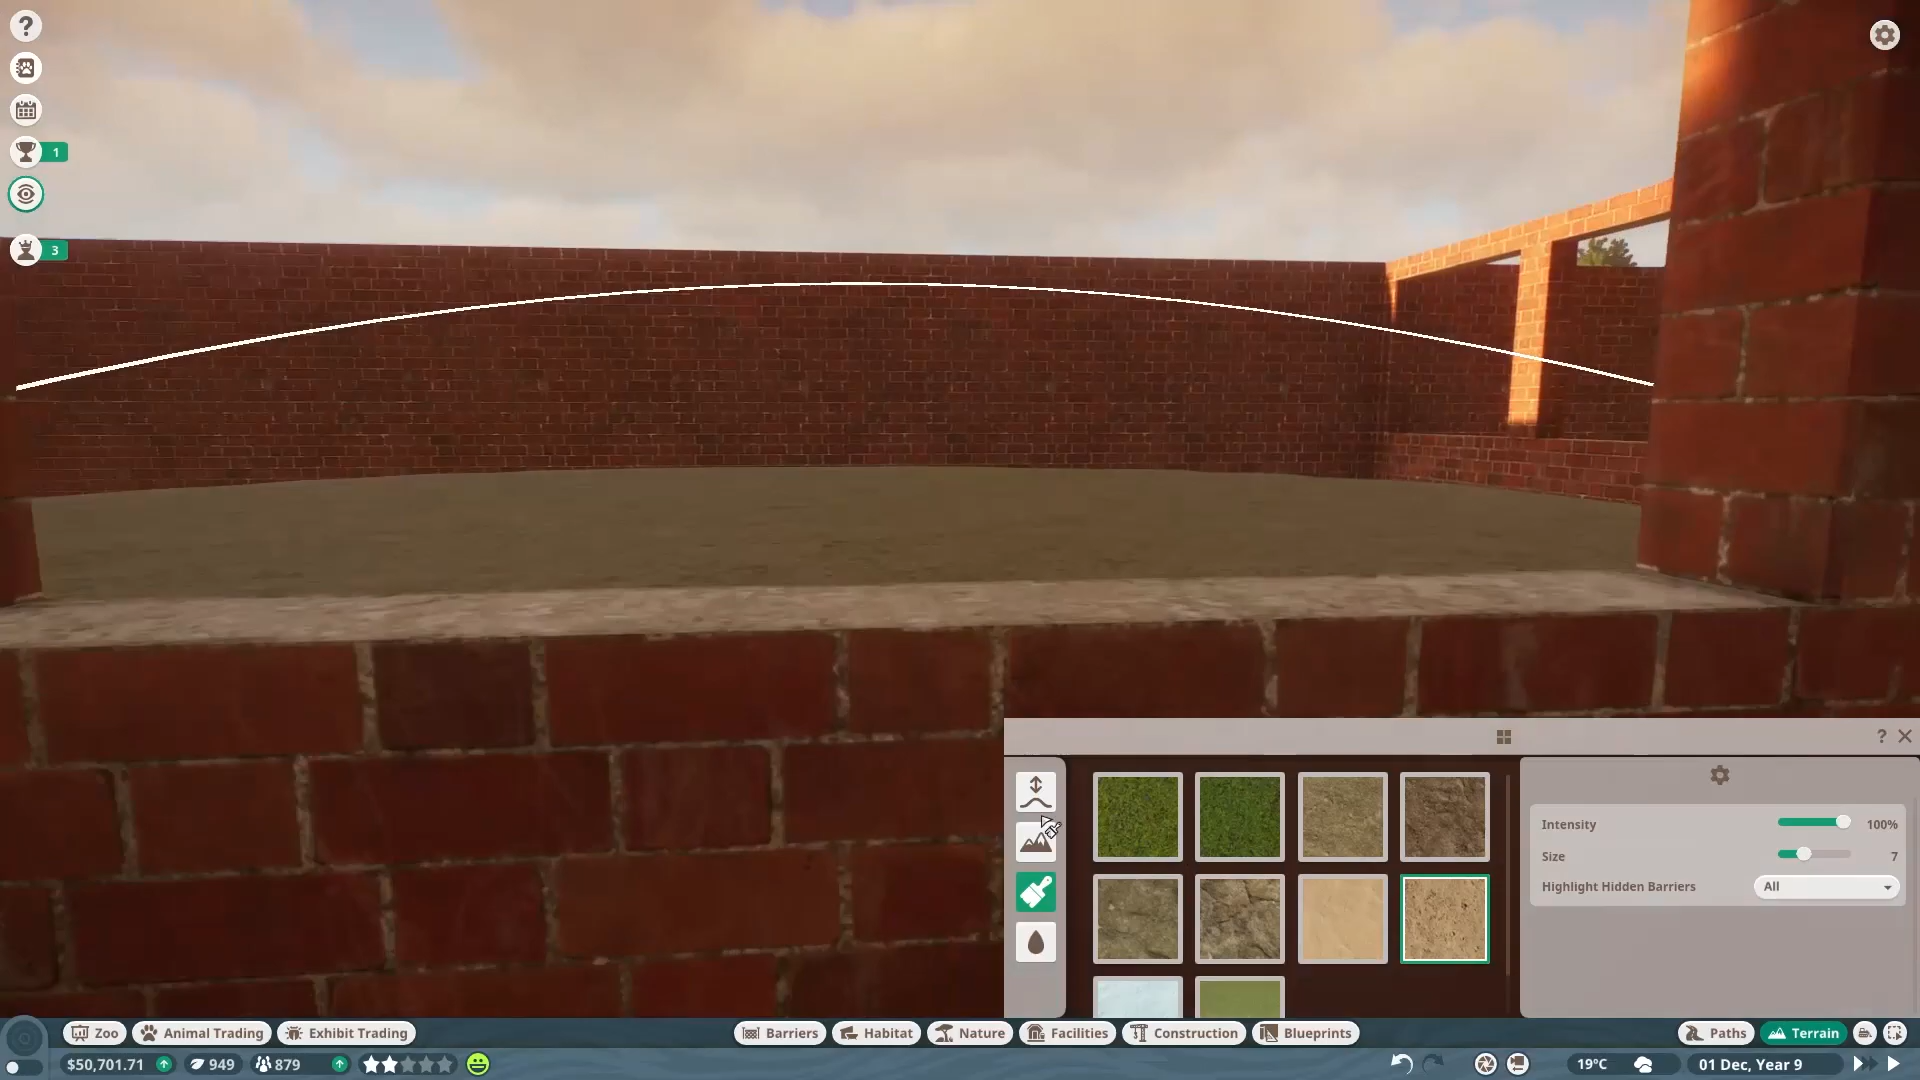 ?
1
3
?
Intensity 100%
Size 7
Highlight Hidden Barriers All
Zoo Animal Trading Exhibit Trading Barriers Habitat Nature Facilities Construction Blueprints Paths Terrain
$50,701.71 949 879 19°C 01 Dec, Year 9